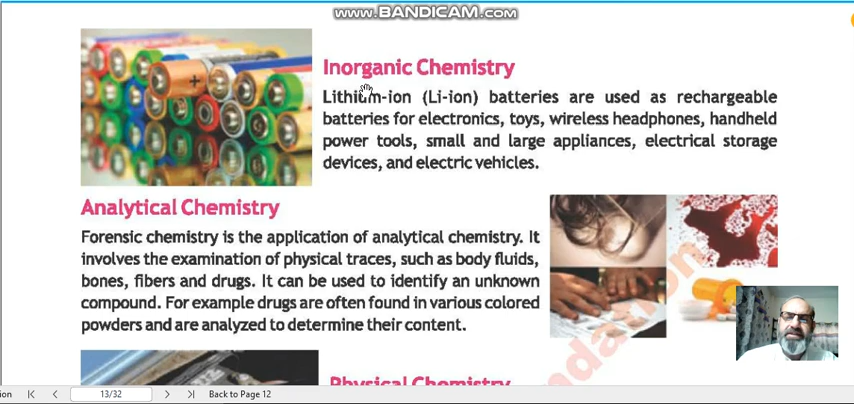 www.BANDICAM.com
Inorganic Chemistry
Lithium-ion (Li-ion) batteries are used as rechargeable
batteries for electronics, toys, wireless headphones, handheld
power tools, small and large appliances, electrical storage
devices, and electric vehicles.
Analytical Chemistry
Forensic chemistry is the application of analytical chemistry. It
involves the examination of physical traces, such as body fluids,
bones, fibers and drugs. It can be used to identify an unknown
compound. For example drugs are often found in various colored
powders and are analyzed to determine their content.
Physical Chemistry
ion
13/32
Back to Page 12